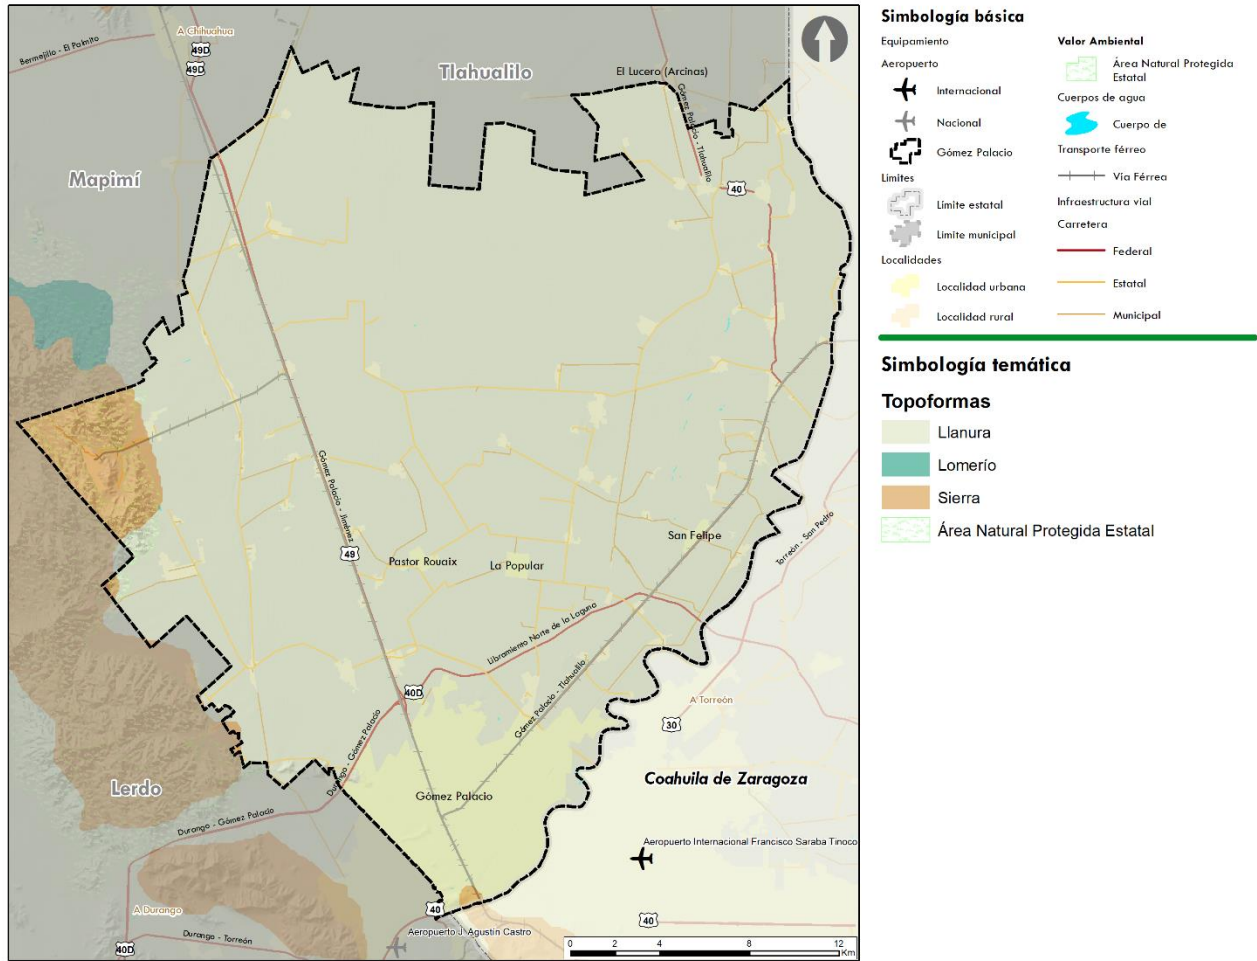 A Chihuahua
49D
49D
Bermejillo - El Palmito
Tlahualilo
El Lucero (Arcinas)
Gómez Palacio - Tlahualilo
40
Mapimí
Gómez Palacio - Jiménez
49
Pastor Rouaix
La Popular
San Felipe
Torreón - San Pedro
Libramiento Norte de la Laguna
Gómez Palacio - Tlahualilo
40D
A Torreón
30
Durango - Gómez Palacio
Lerdo
Coahuila de Zaragoza
Gómez Palacio
Durango - Gómez Palacio
Aeropuerto Internacional Francisco Saraba Tinoco
A Durango
40
40
Durango - Torreón
40D
Aeropuerto J. Agustín Castro
0 2 4 8 12
Km
Simbología básica
Equipamiento
Aeropuerto
Internacional
Nacional
Gómez Palacio
Limites
Límite estatal
Limite municipal
Localidades
Localidad urbana
Localidad rural
Valor Ambiental
Área Natural Protegida
Estatal
Cuerpos de agua
Cuerpo de
Transporte férreo
Vía Férrea
Infraestructura vial
Carretera
Federal
Estatal
Municipal
Simbología temática
Topoformas
Llanura
Lomerío
Sierra
Área Natural Protegida Estatal